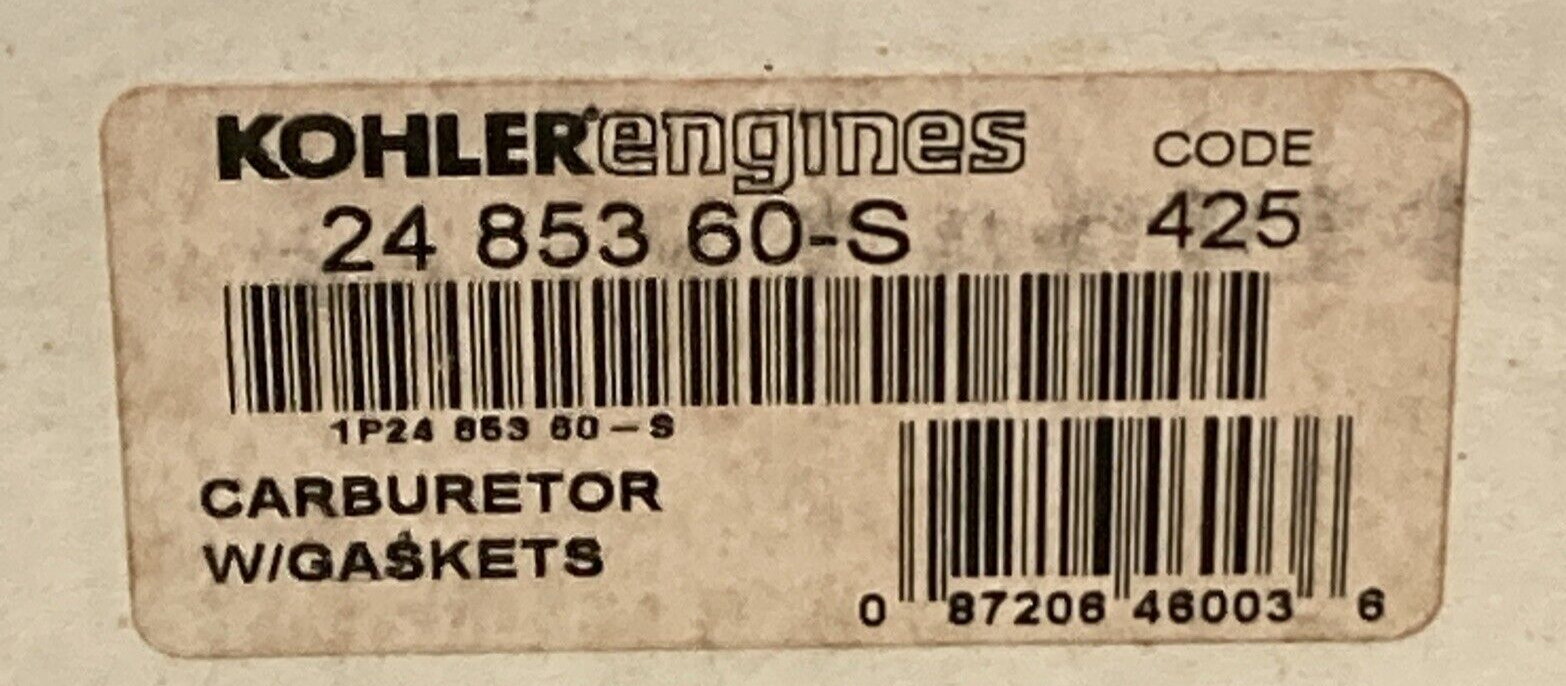 KOHLER® engines
CODE
24 853 60-S
425
1P24 853 60-S
CARBURETOR
W/GASKETS
0 87206 46003 6